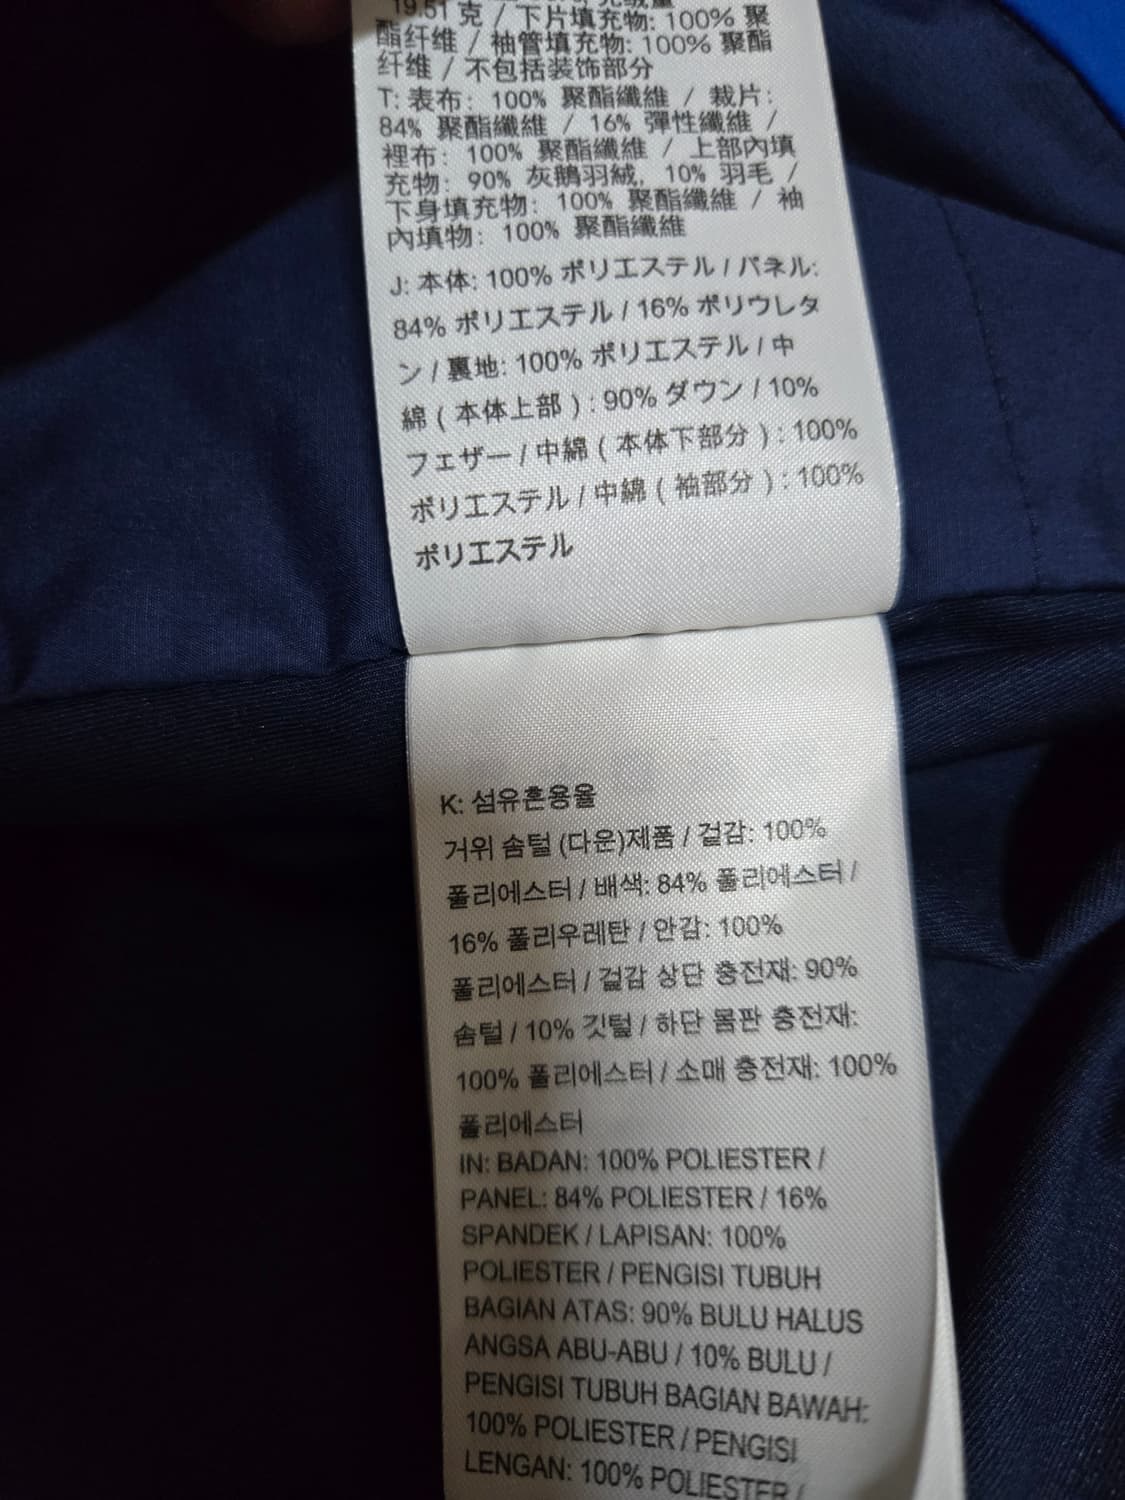 19.51 克 / 下片填充物: 100% 聚
酯纤维 / 袖管填充物: 100% 聚酯
纤维 / 不包括装饰部分
T: 表布: 100% 聚酯纖維 / 裁片:
84% 聚酯纖維 / 16% 彈性纖維 /
裡布: 100% 聚酯纖維 / 上部內填
充物: 90% 灰鵝羽絨, 10% 羽毛 /
下身填充物: 100% 聚酯纖維 / 袖
內填物: 100% 聚酯纖維
J: 本体: 100% ポリエステル / パネル:
84% ポリエステル / 16% ポリウレタ
ン / 裏地: 100% ポリエステル / 中
綿 ( 本体上部 ) : 90% ダウン / 10%
フェザー / 中綿 ( 本体下部分 ) : 100%
ポリエステル / 中綿 ( 袖部分 ) : 100%
ポリエステル
K: 섬유혼용율
거위 솜털 (다운)제품 / 겉감: 100%
폴리에스터 / 배색: 84% 폴리에스터 /
16% 폴리우레탄 / 안감: 100%
폴리에스터 / 겉감 상단 충전재: 90%
솜털 / 10% 깃털 / 하단 몸판 충전재:
100% 폴리에스터 / 소매 충전재: 100%
폴리에스터
IN: BADAN: 100% POLIESTER /
PANEL: 84% POLIESTER / 16%
SPANDEK / LAPISAN: 100%
POLIESTER / PENGISI TUBUH
BAGIAN ATAS: 90% BULU HALUS
ANGSA ABU-ABU / 10% BULU /
PENGISI TUBUH BAGIAN BAWAH:
100% POLIESTER / PENGISI
LENGAN: 100% POLIESTER /